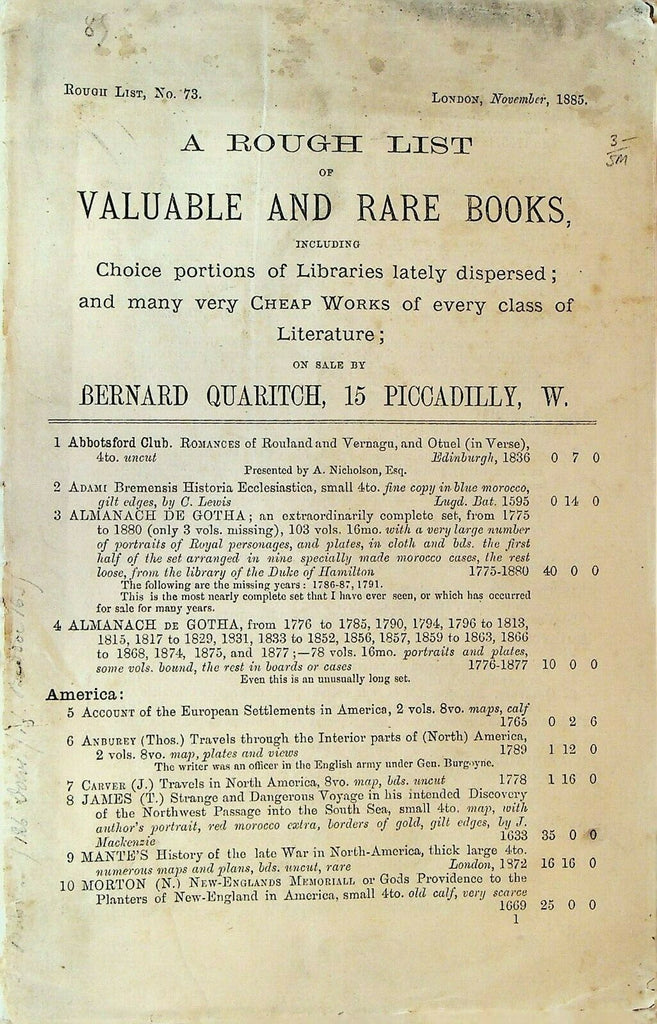 89
ROUGH LIST, NO. 73.
LONDON, November, 1885.
3-
A ROUGH LIST
OF
VALUABLE AND RARE BOOKS,
INCLUDING
Choice portions of Libraries lately dispersed;
and many very CHEAP WORKS of every class of
Literature;
ON SALE BY
BERNARD QUARITCH, 15 PICCADILLY, W.
1 Abbotsford Club. ROMANCES of Rouland and Vernagu, and Otuel (in Verse),
4to. uncut Edinburgh, 1836 0 7 0
Presented by A. Nicholson, Esq.
2 ADAMI Bremensis Historia Ecclesiastica, small 4to. fine copy in blue morocco,
gilt edges, by C. Lewis Lugd. Bat. 1595 0 14 0
3 ALMANACH DE GOTHA; an extraordinarily complete set, from 1775
to 1880 (only 3 vols. missing), 103 vols. 16mo. with a very large number
of portraits of Royal personages, and plates, in cloth and bds. the first
half of the set arranged in nine specially made morocco cases, the rest
loose, from the library of the Duke of Hamilton 1775-1880 40 0 0
The following are the missing years: 1786-87, 1791.
This is the most nearly complete set that I have ever seen, or which has occurred
for sale for many years.
4 ALMANACH DE GOTHA, from 1776 to 1785, 1790, 1794, 1796 to 1813,
1815, 1817 to 1829, 1831, 1833 to 1852, 1856, 1857, 1859 to 1863, 1866
to 1868, 1874, 1875, and 1877;—78 vols. 16mo. portraits and plates,
some vols. bound, the rest in boards or cases 1776-1877 10 0 0
Even this is an unusually long set.
America:
5 ACCOUNT of the European Settlements in America, 2 vols. 8vo. maps, calf
1765 0 2 6
6 ANBUREY (Thos.) Travels through the Interior parts of (North) America,
2 vols. 8vo. map, plates and views 1789 1 12 0
The writer was an officer in the English army under Gen. Burgoyne.
7 CARVER (J.) Travels in North America, 8vo. map, bds. uncut 1778 1 16 0
8 JAMES (T.) Strange and Dangerous Voyage in his intended Discovery
of the Northwest Passage into the South Sea, small 4to. map, with
author's portrait, red morocco extra, borders of gold, gilt edges, by J.
Mackenzie 1633 35 0 0
9 MANTE'S History of the late War in North-America, thick large 4to.
numerous maps and plans, bds. uncut, rare London, 1872 16 16 0
10 MORTON (N.) NEW-ENGLANDS MEMORIALL or Gods Providence to the
Planters of New-England in America, small 4to. old calf, very scarce
1669 25 0 0
1